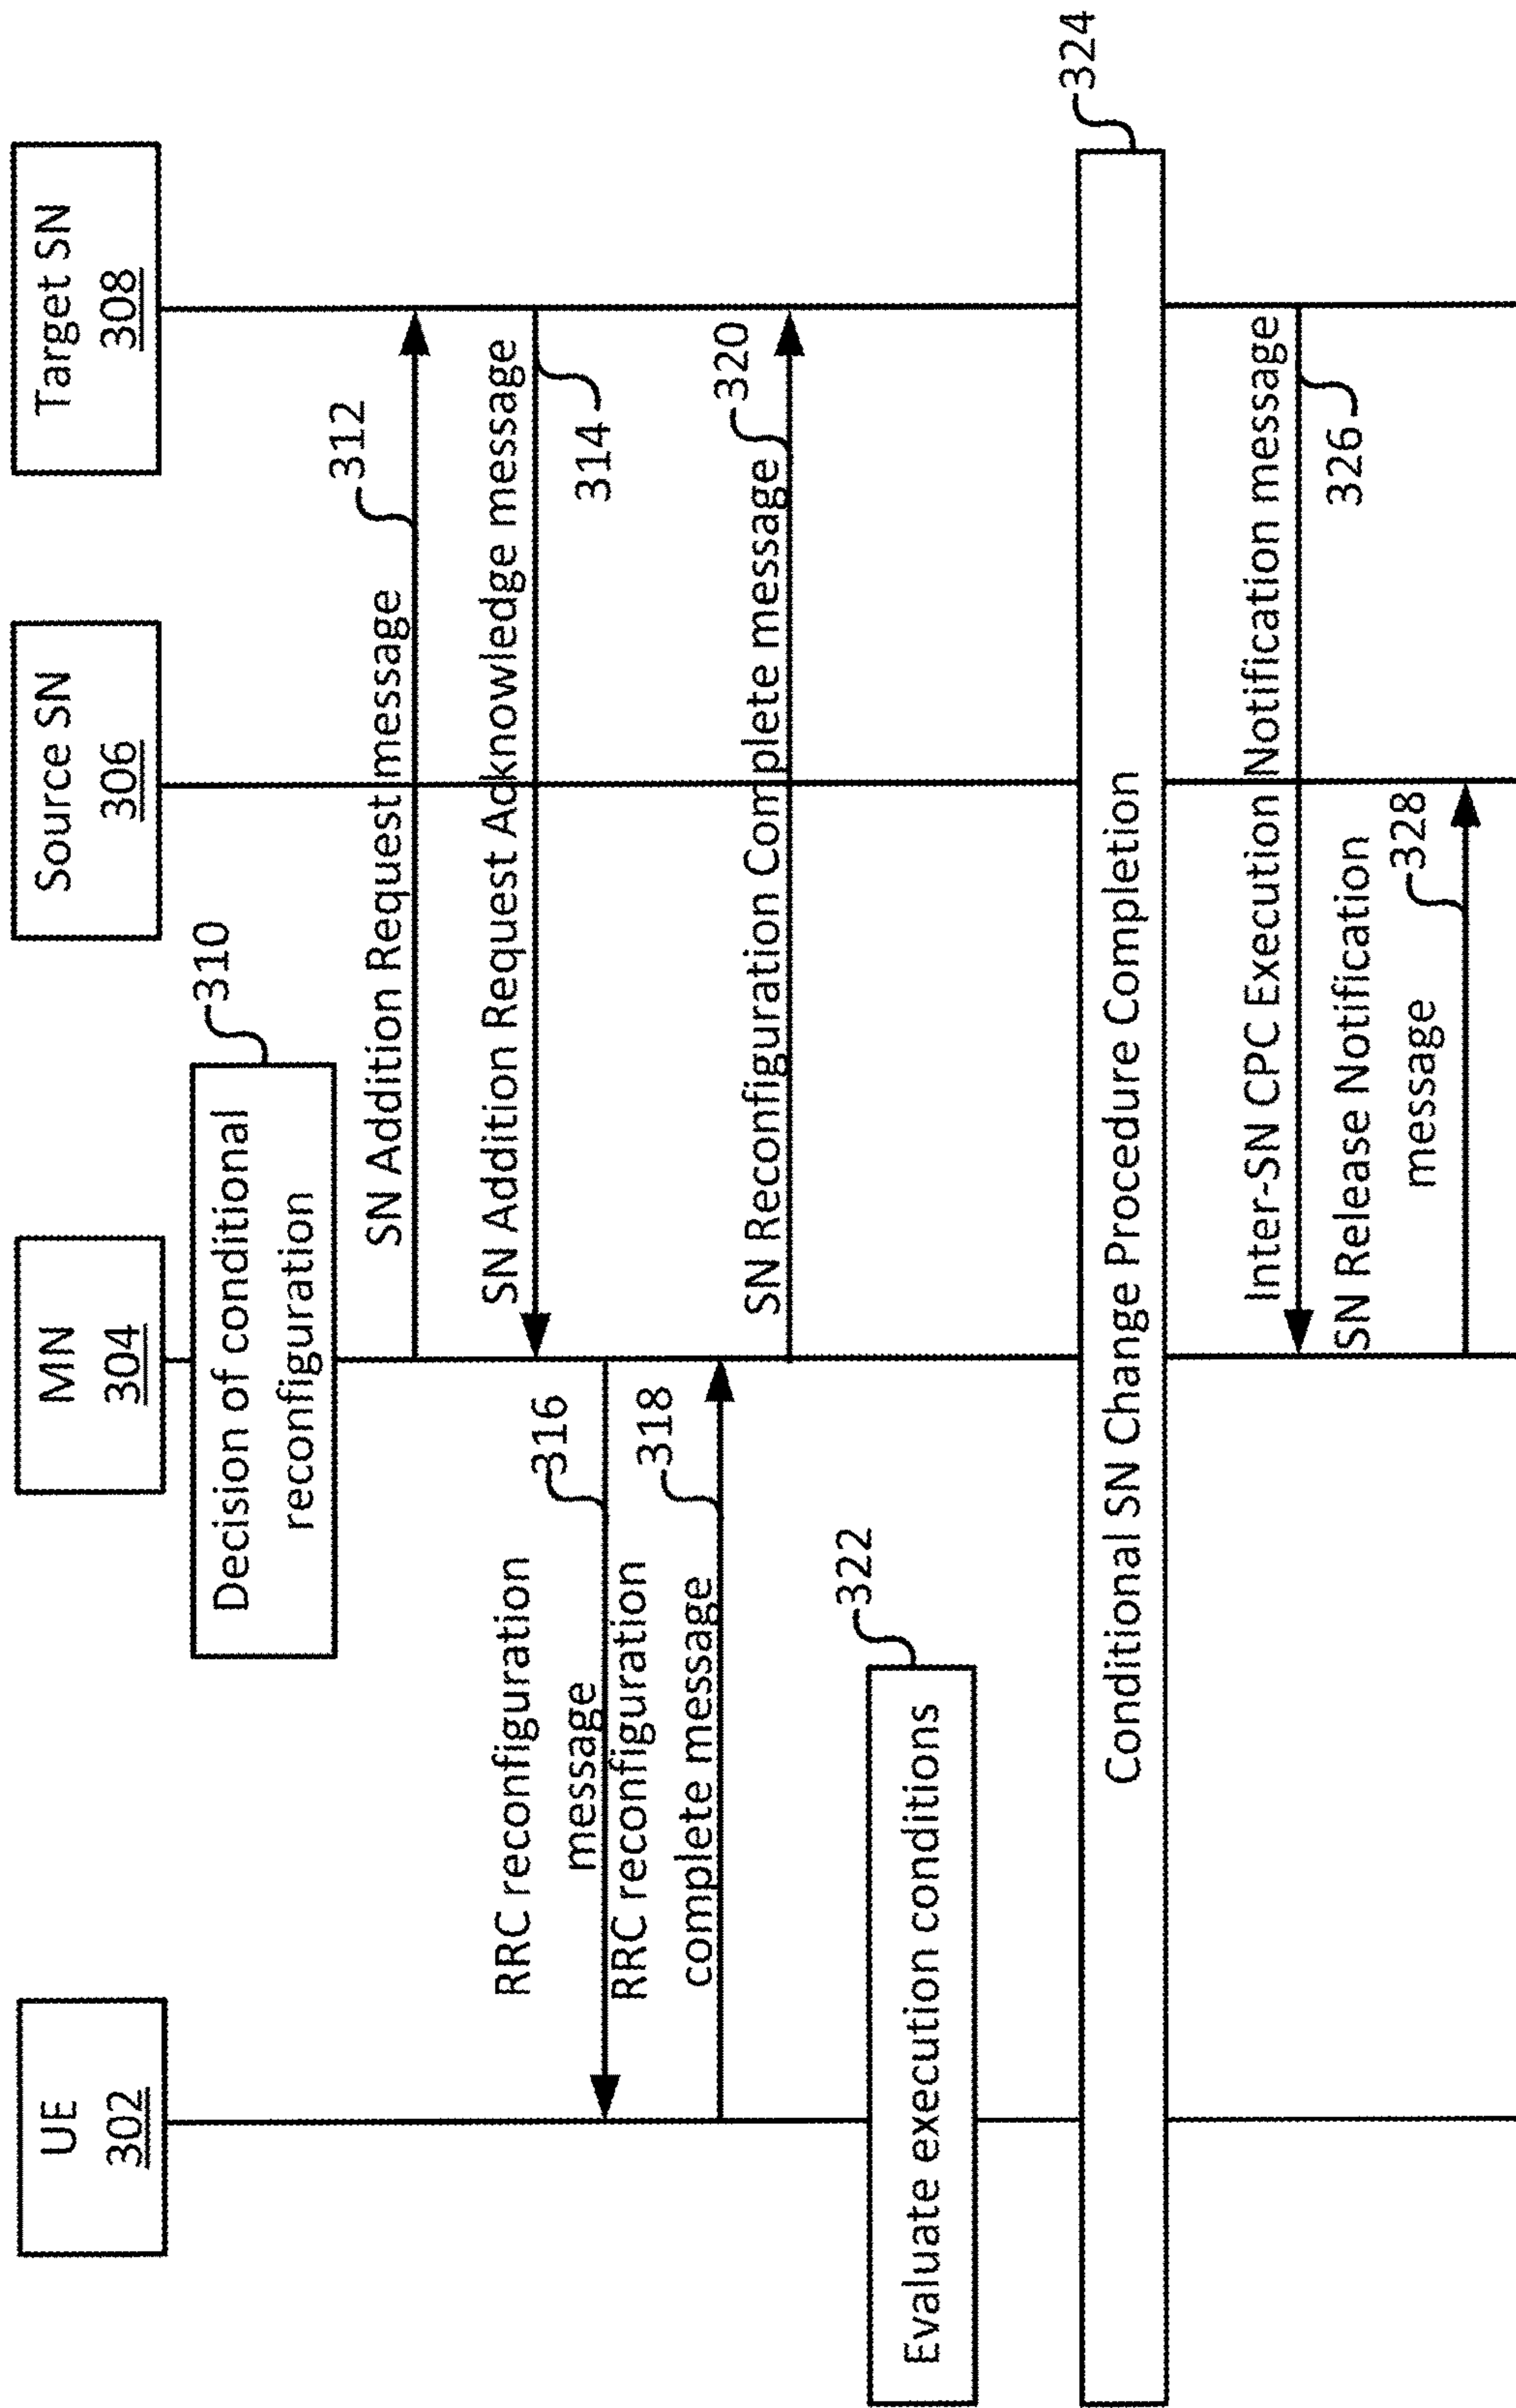 UE
302
MN
304
Source SN
306
Target SN
308
Decision of conditional
reconfiguration
310
SN Addition Request message
312
SN Addition Request Acknowledge message
314
RRC reconfiguration
message
316
RRC reconfiguration
complete message
318
SN Reconfiguration Complete message
320
Evaluate execution conditions
322
Conditional SN Change Procedure Completion
324
Inter-SN CPC Execution Notification message
326
SN Release Notification
message
328